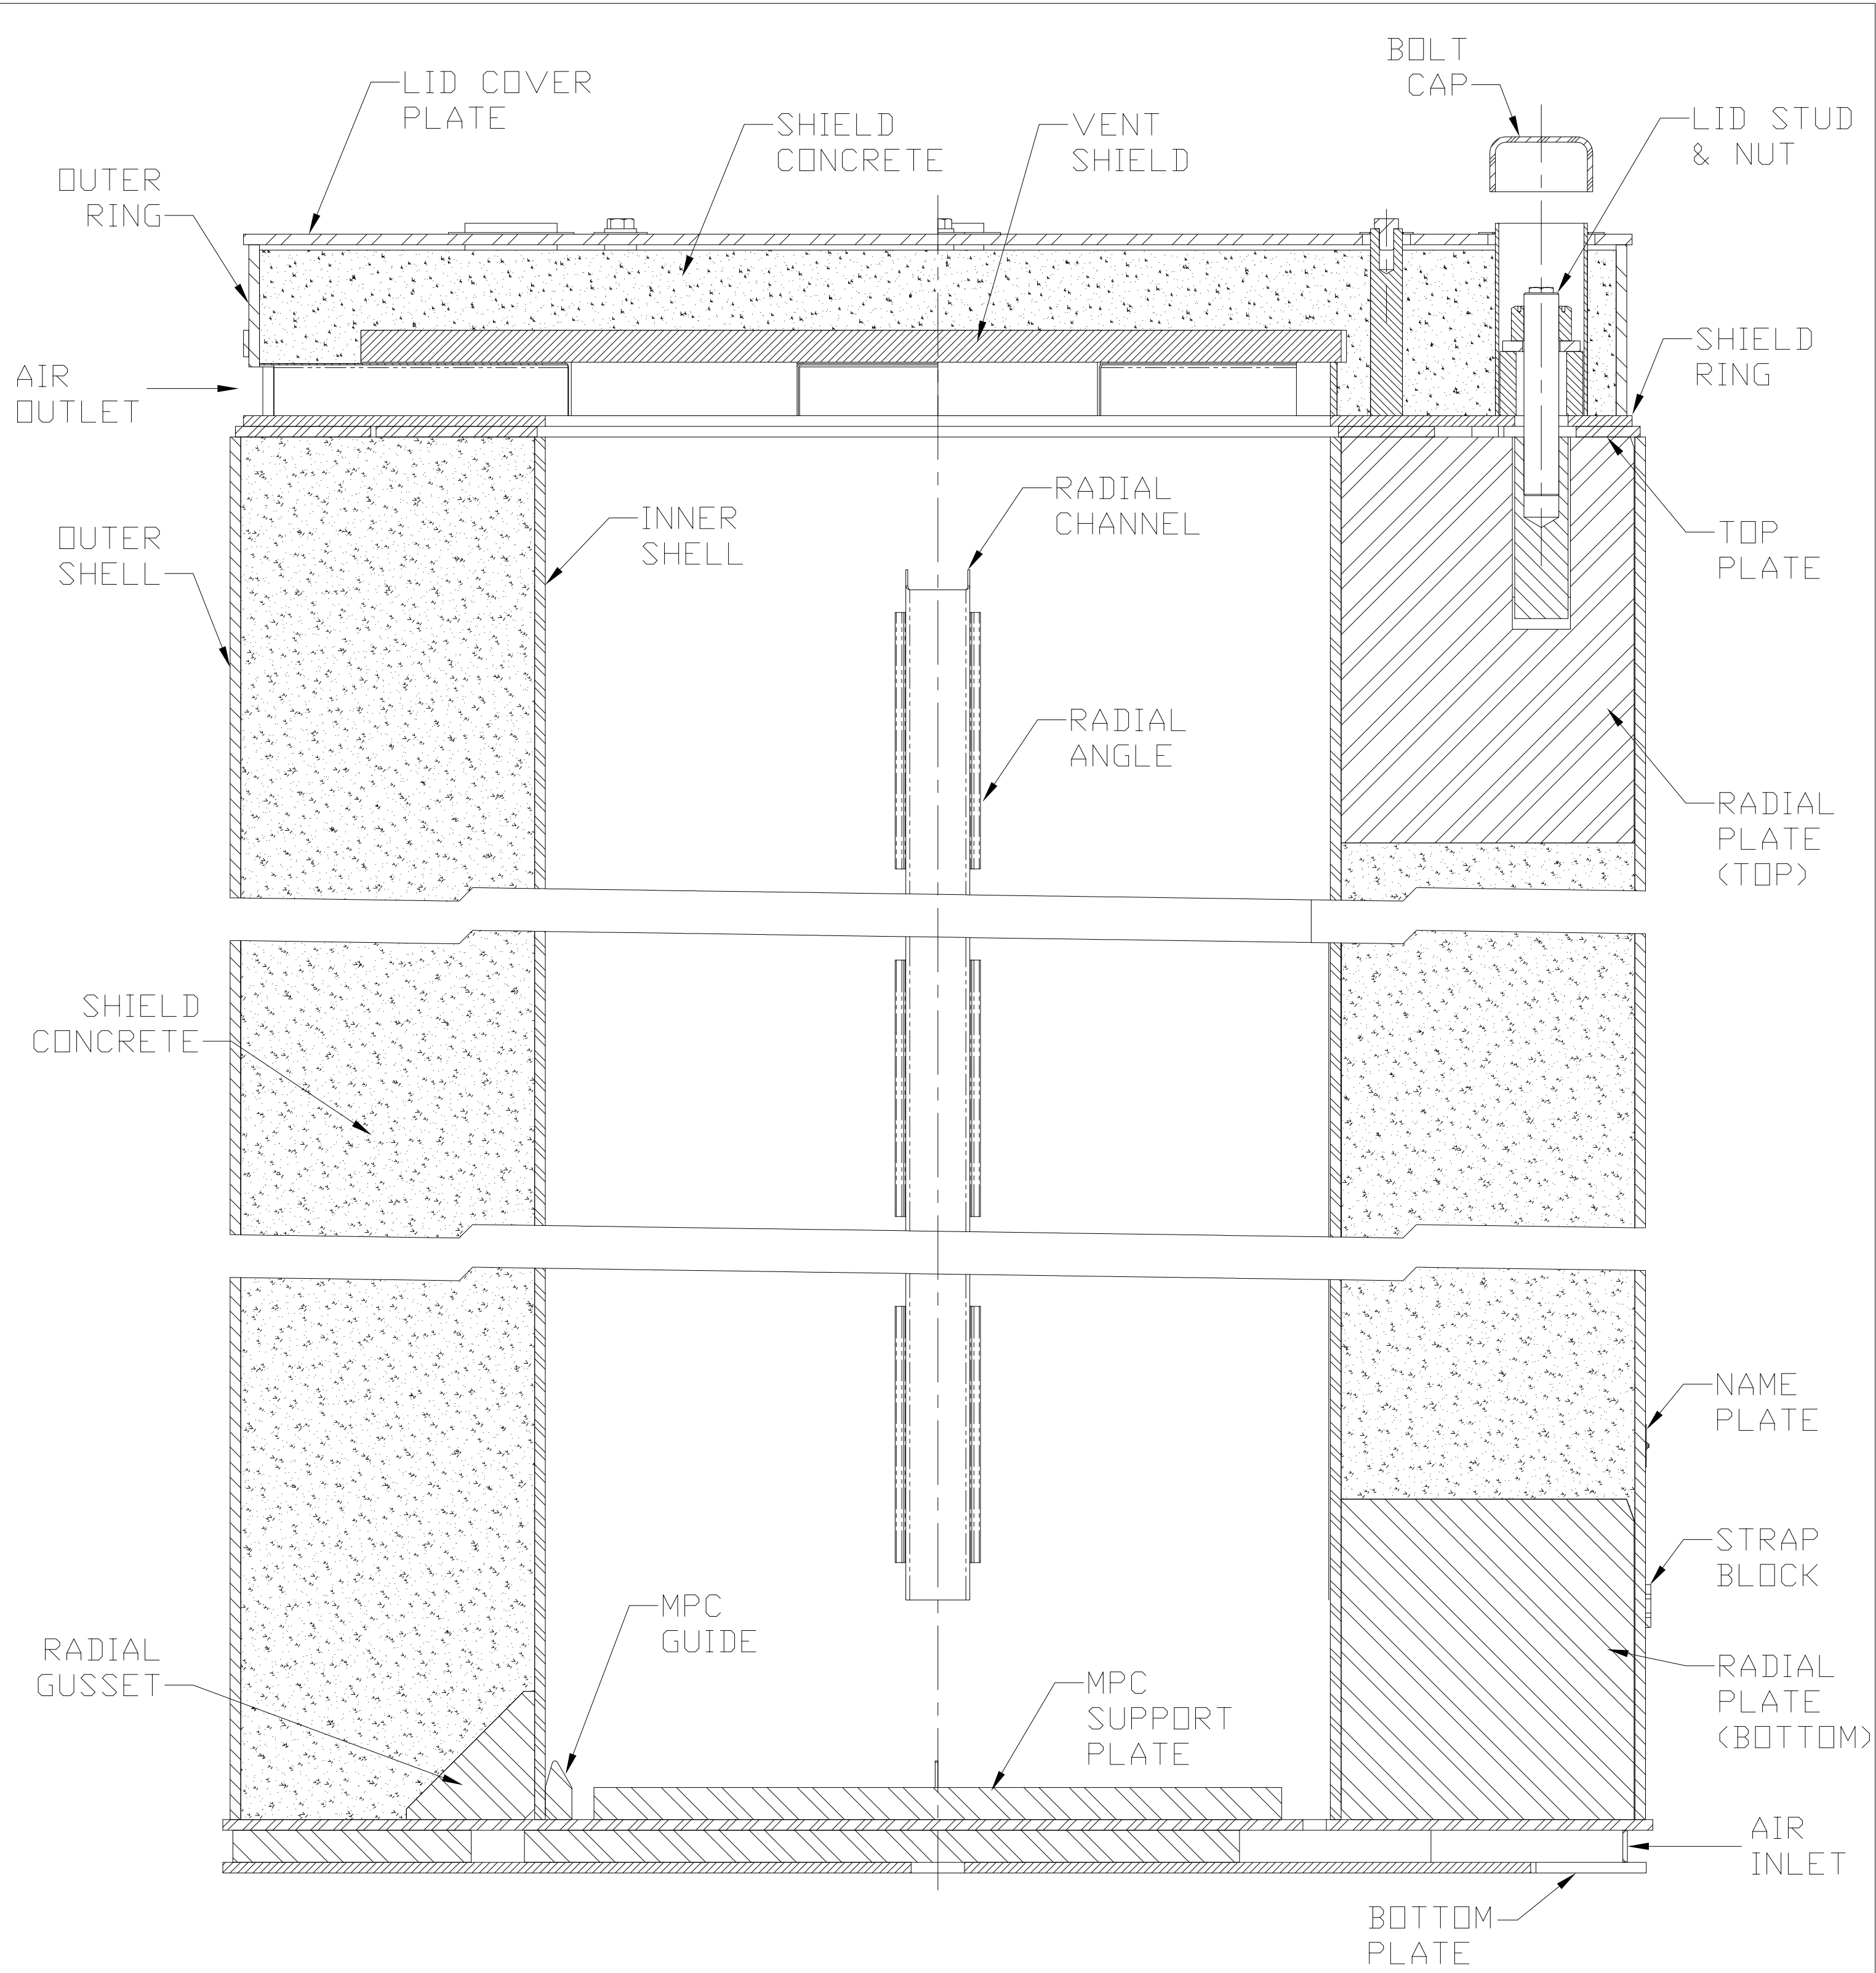 BOLT
CAP
LID COVER
PLATE
SHIELD
CONCRETE
VENT
SHIELD
LID STUD
& NUT
OUTER
RING
SHIELD
RING
AIR
OUTLET
RADIAL
CHANNEL
INNER
SHELL
OUTER
SHELL
TOP
PLATE
RADIAL
ANGLE
RADIAL
PLATE
(TOP)
SHIELD
CONCRETE
NAME
PLATE
STRAP
BLOCK
MPC
GUIDE
RADIAL
GUSSET
MPC
SUPPORT
PLATE
RADIAL
PLATE
(BOTTOM)
AIR
INLET
BOTTOM
PLATE